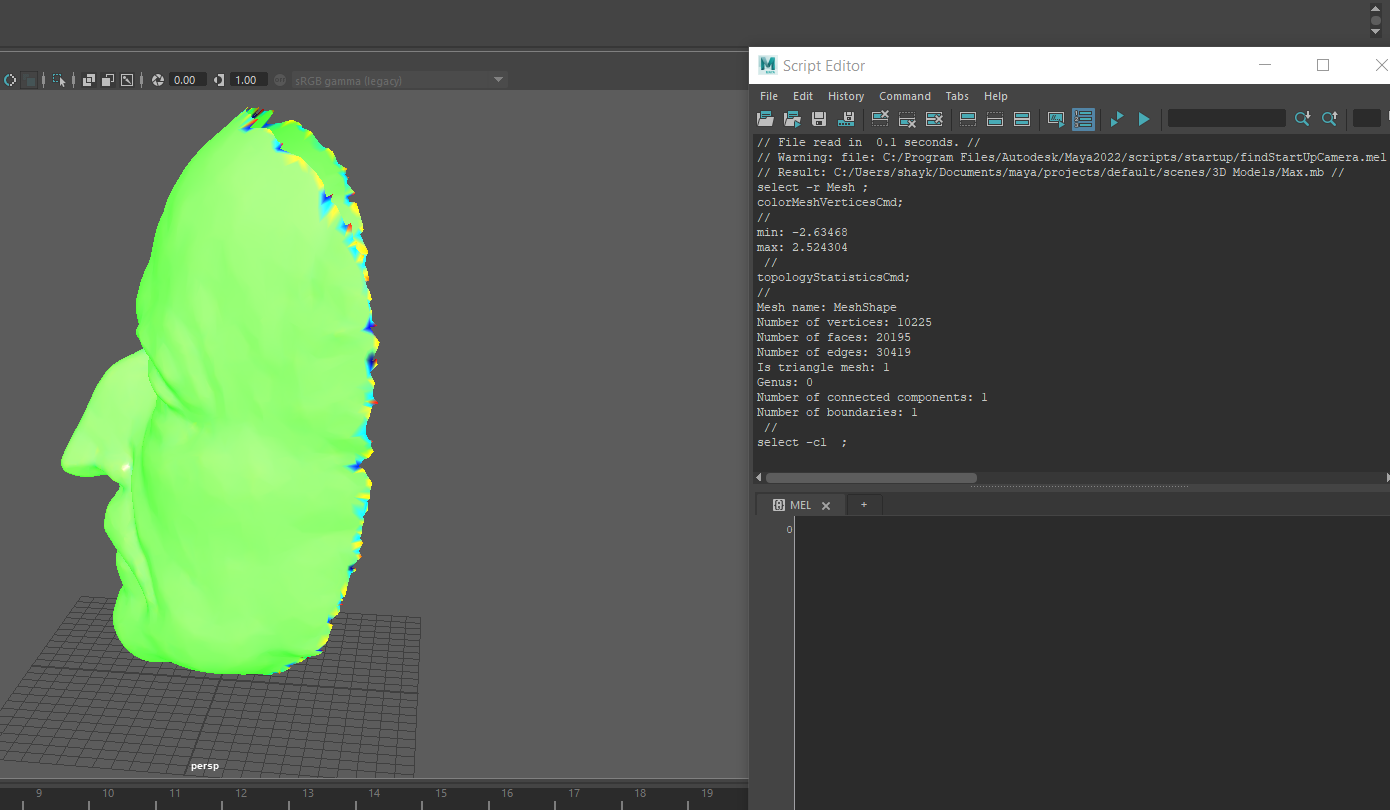 0.00
1.00
sRGB gamma (legacy)
persp
9 10 11 12 13 14 15 16 17 18 19
Script Editor
File Edit History Command Tabs Help
// File read in  0.1 seconds. //
// Warning: file: C:/Program Files/Autodesk/Maya2022/scripts/startup/findStartUpCamera.mel
// Result: C:/Users/shayk/Documents/maya/projects/default/scenes/3D Models/Max.mb //
select -r Mesh ;
colorMeshVerticesCmd;
//
min: -2.63468
max: 2.524304
//
topologyStatisticsCmd;
//
Mesh name: MeshShape
Number of vertices: 10225
Number of faces: 20195
Number of edges: 30419
Is triangle mesh: 1
Genus: 0
Number of connected components: 1
Number of boundaries: 1
//
select -cl  ;
MEL
0